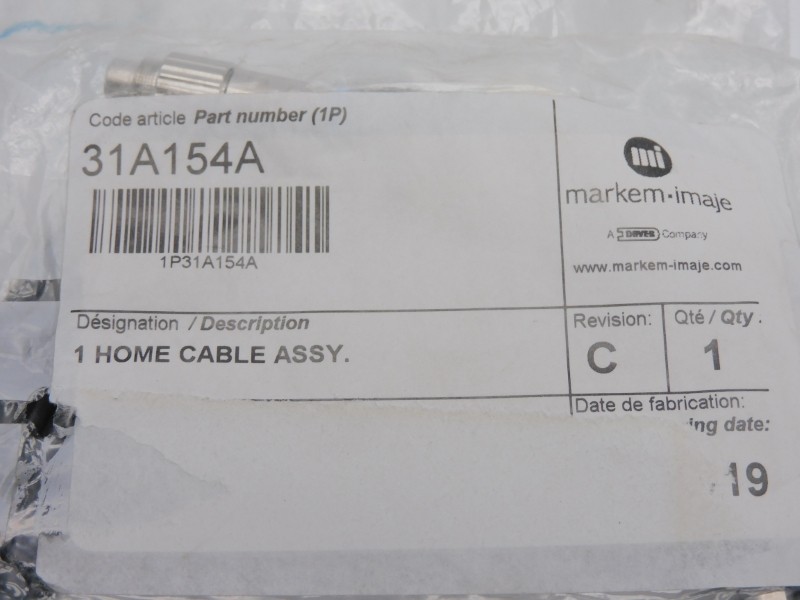 Code article Part number (1P)
31A154A
1P31A154A
mi
markem·imaje
A DOVER Company
www.markem-imaje.com
Désignation / Description
1 HOME CABLE ASSY.
Revision:
C
Qté / Qty.
1
Date de fabrication:
date:
19